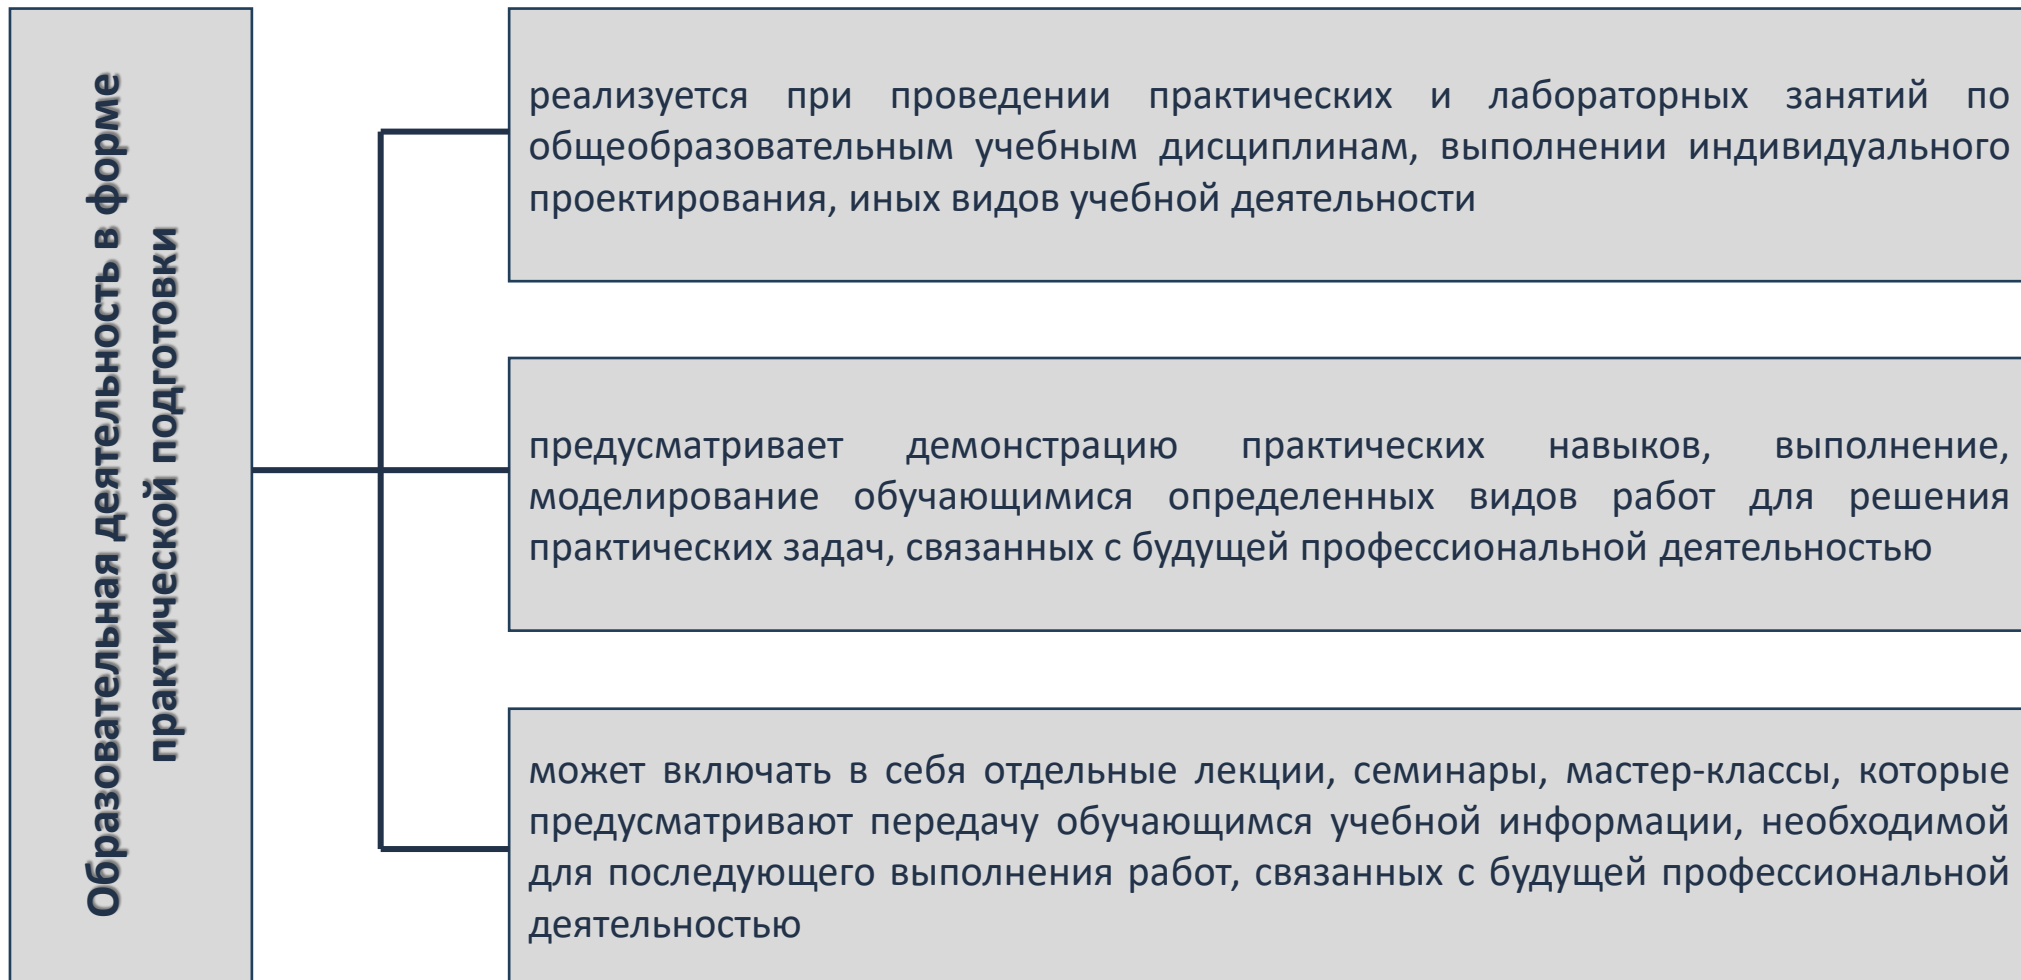 Образовательная деятельность в форме
практической подготовки
реализуется при проведении практических и лабораторных занятий по
общеобразовательным учебным дисциплинам, выполнении индивидуального
проектирования, иных видов учебной деятельности
предусматривает демонстрацию практических навыков, выполнение,
моделирование обучающимися определенных видов работ для решения
практических задач, связанных с будущей профессиональной деятельностью
может включать в себя отдельные лекции, семинары, мастер-классы, которые
предусматривают передачу обучающимся учебной информации, необходимой
для последующего выполнения работ, связанных с будущей профессиональной
деятельностью